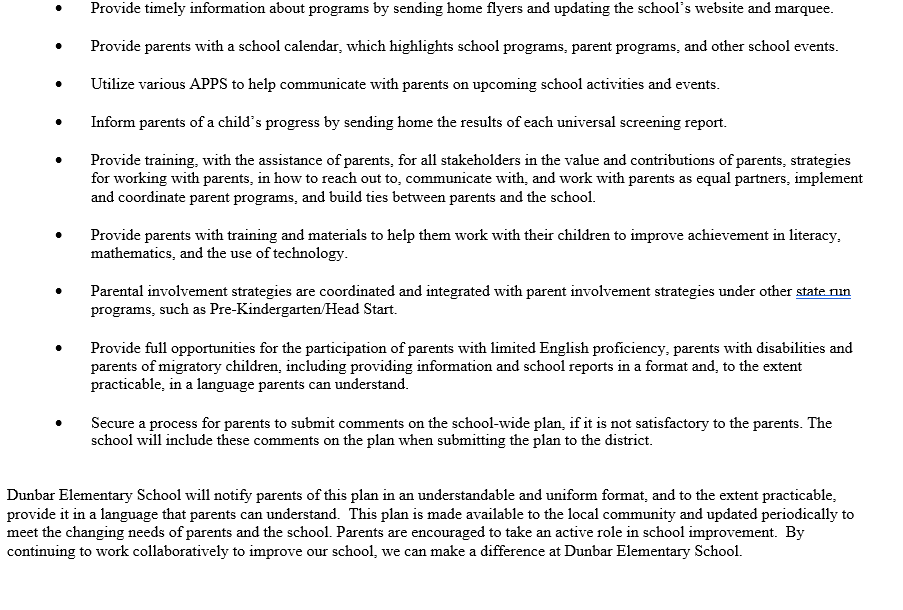 • Provide timely information about programs by sending home flyers and updating the school's website and marquee.
• Provide parents with a school calendar, which highlights school programs, parent programs, and other school events.
• Utilize various APPS to help communicate with parents on upcoming school activities and events.
• Inform parents of a child's progress by sending home the results of each universal screening report.
• Provide training, with the assistance of parents, for all stakeholders in the value and contributions of parents, strategies
for working with parents, in how to reach out to, communicate with, and work with parents as equal partners, implement
and coordinate parent programs, and build ties between parents and the school.
• Provide parents with training and materials to help them work with their children to improve achievement in literacy,
mathematics, and the use of technology.
• Parental involvement strategies are coordinated and integrated with parent involvement strategies under other state run
programs, such as Pre-Kindergarten/Head Start.
• Provide full opportunities for the participation of parents with limited English proficiency, parents with disabilities and
parents of migratory children, including providing information and school reports in a format and, to the extent
practicable, in a language parents can understand.
• Secure a process for parents to submit comments on the school-wide plan, if it is not satisfactory to the parents. The
school will include these comments on the plan when submitting the plan to the district.
Dunbar Elementary School will notify parents of this plan in an understandable and uniform format, and to the extent practicable,
provide it in a language that parents can understand.  This plan is made available to the local community and updated periodically to
meet the changing needs of parents and the school. Parents are encouraged to take an active role in school improvement.  By
continuing to work collaboratively to improve our school, we can make a difference at Dunbar Elementary School.